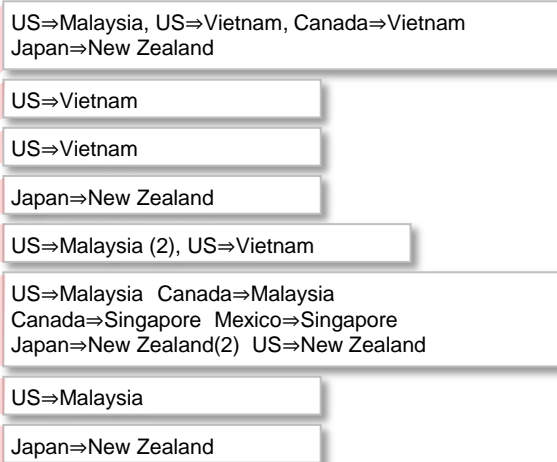 US⇒Malaysia, US⇒Vietnam, Canada⇒Vietnam
Japan⇒New Zealand
US⇒Vietnam
US⇒Vietnam
Japan⇒New Zealand
US⇒Malaysia (2), US⇒Vietnam
US⇒Malaysia  Canada⇒Malaysia
Canada⇒Singapore  Mexico⇒Singapore
Japan⇒New Zealand(2)  US⇒New Zealand
US⇒Malaysia
Japan⇒New Zealand